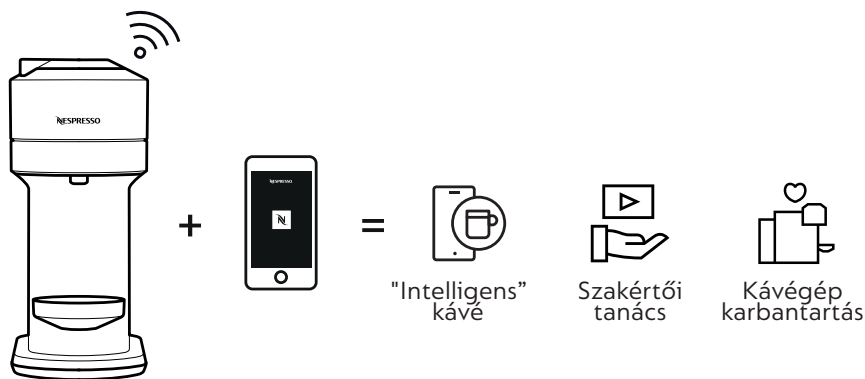 NESPRESSO
NESPRESSO
N
+
=
"Intelligens”
kávé
Szakértői
tanács
Kávégép
karbantartás